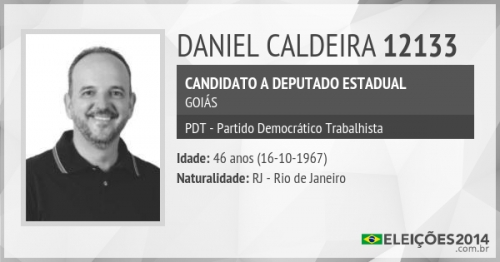 DANIEL CALDEIRA 12133
CANDIDATO A DEPUTADO ESTADUAL
GOIÁS
PDT - Partido Democrático Trabalhista
Idade: 46 anos (16-10-1967)
Naturalidade: RJ - Rio de Janeiro
ELEIÇÕES2014
.com.br